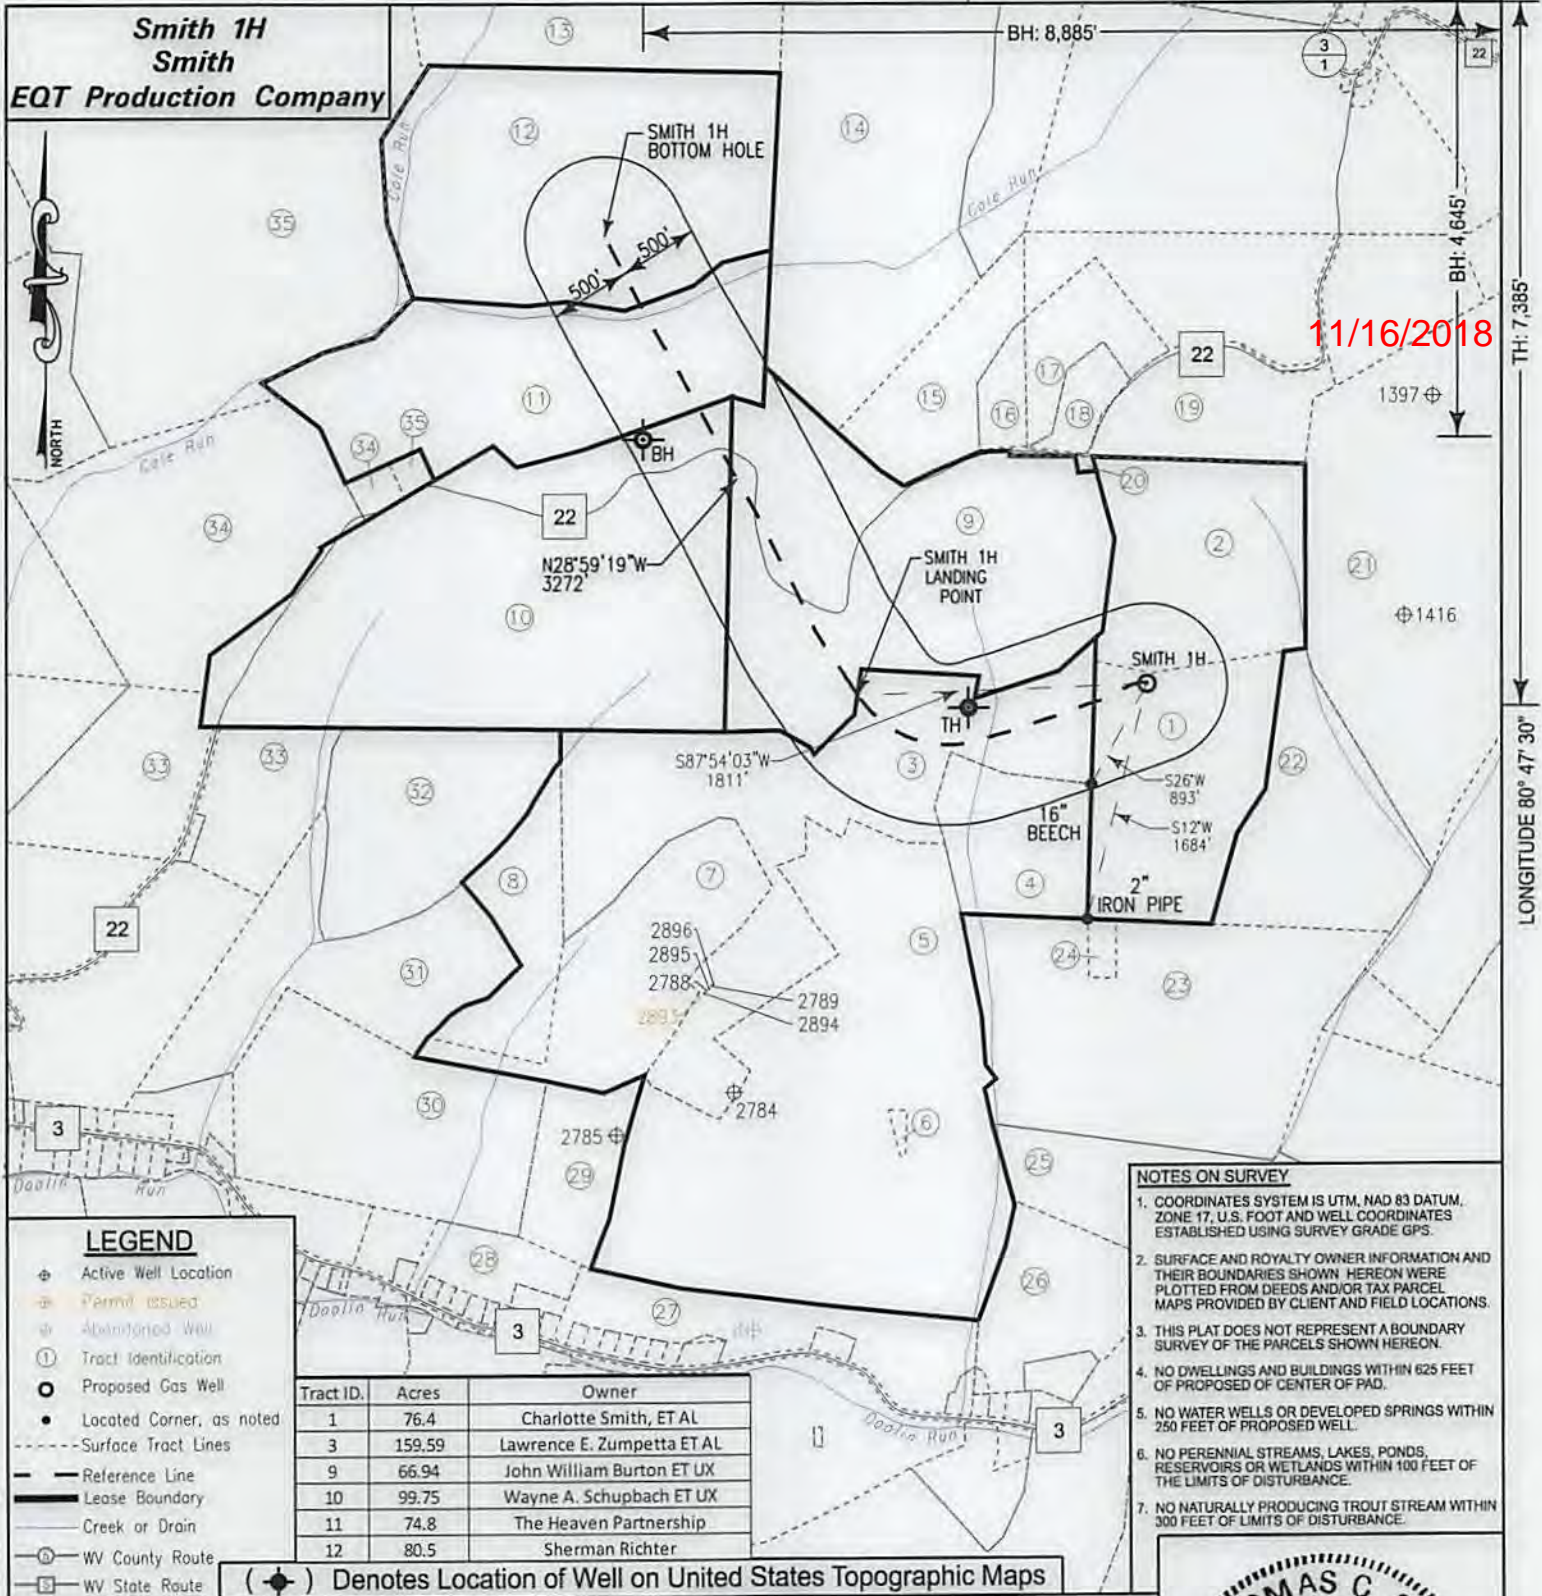 Smith 1H
Smith
EQT Production Company
BH: 8,885'
BH: 4,645'
TH: 7,385'
LONGITUDE 80° 47' 30"
11/16/2018
NORTH
13
3
1
22
12
SMITH 1H
BOTTOM HOLE
14
Cole Run
Cole Run
35
500'
500'
22
17
15
16
18
19
1397
11
35
34
BH
Cole Run
34
22
20
9
2
N28°59'19"W
3272'
SMITH 1H
LANDING
POINT
21
1416
10
SMITH 1H
TH
1
S87°54'03"W
1811'
3
33
33
22
32
S26°W
893'
16"
BEECH
S12°W
1684'
8
7
4
2"
IRON PIPE
22
2896
2895
2788
2789
2894
5
24
23
31
30
2784
6
3
2785
29
25
Doolin Run
28
26
27
Doolin Run
3
Doolin Run
3
LEGEND
Active Well Location
Permit Issued
Abandoned Well
1 Tract Identification
Proposed Gas Well
Located Corner, as noted
Surface Tract Lines
Reference Line
Lease Boundary
Creek or Drain
WV County Route
WV State Route
Tract ID. Acres Owner
1 76.4 Charlotte Smith, ET AL
3 159.59 Lawrence E. Zumpetta ET AL
9 66.94 John William Burton ET UX
10 99.75 Wayne A. Schupbach ET UX
11 74.8 The Heaven Partnership
12 80.5 Sherman Richter
( ) Denotes Location of Well on United States Topographic Maps
NOTES ON SURVEY
1. COORDINATES SYSTEM IS UTM, NAD 83 DATUM,
ZONE 17, U.S. FOOT AND WELL COORDINATES
ESTABLISHED USING SURVEY GRADE GPS.
2. SURFACE AND ROYALTY OWNER INFORMATION AND
THEIR BOUNDARIES SHOWN HEREON WERE
PLOTTED FROM DEEDS AND/OR TAX PARCEL
MAPS PROVIDED BY CLIENT AND FIELD LOCATIONS.
3. THIS PLAT DOES NOT REPRESENT A BOUNDARY
SURVEY OF THE PARCELS SHOWN HEREON.
4. NO DWELLINGS AND BUILDINGS WITHIN 625 FEET
OF PROPOSED OF CENTER OF PAD.
5. NO WATER WELLS OR DEVELOPED SPRINGS WITHIN
250 FEET OF PROPOSED WELL.
6. NO PERENNIAL STREAMS, LAKES, PONDS,
RESERVOIRS OR WETLANDS WITHIN 100 FEET OF
THE LIMITS OF DISTURBANCE.
7. NO NATURALLY PRODUCING TROUT STREAM WITHIN
300 FEET OF LIMITS OF DISTURBANCE.